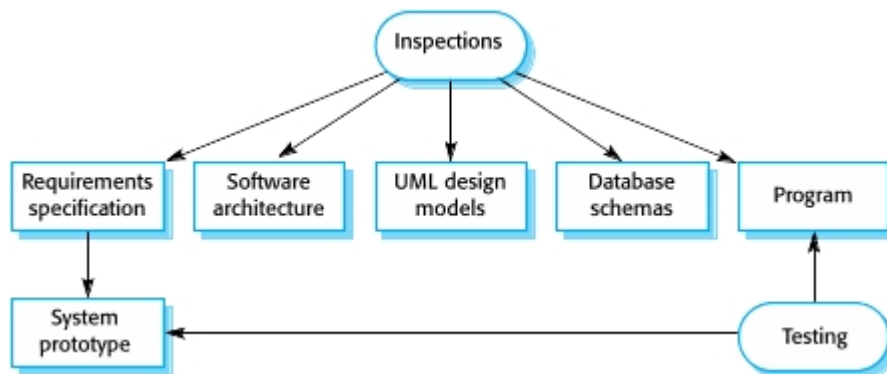 Inspections
Requirements
specification
Software
architecture
UML design
models
Database
schemas
Program
System
prototype
Testing